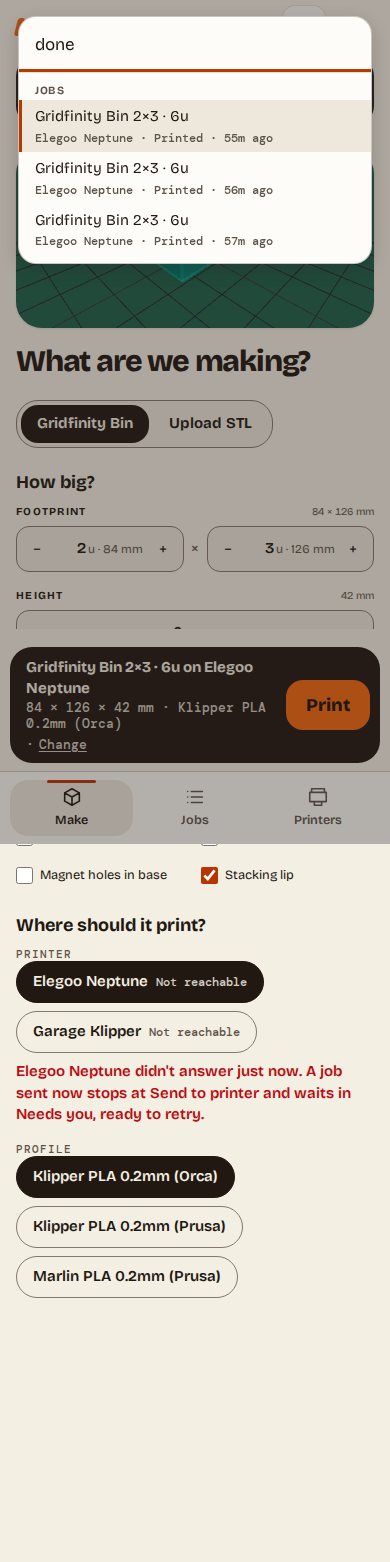 done
JOBS
Gridfinity Bin 2×3 · 6u
Elegoo Neptune · Printed · 55m ago
Gridfinity Bin 2×3 · 6u
Elegoo Neptune · Printed · 56m ago
Gridfinity Bin 2×3 · 6u
Elegoo Neptune · Printed · 57m ago
What are we making?
Gridfinity Bin Upload STL
How big?
FOOTPRINT 84 × 126 mm
− 2 u · 84 mm + × − 3 u · 126 mm +
HEIGHT 42 mm
Gridfinity Bin 2×3 · 6u on Elegoo
Neptune
84 × 126 × 42 mm · Klipper PLA
0.2mm (Orca)
· Change
Print
Make Jobs Printers
Magnet holes in base Stacking lip
Where should it print?
PRINTER
Elegoo Neptune Not reachable
Garage Klipper Not reachable
Elegoo Neptune didn't answer just now. A job
sent now stops at Send to printer and waits in
Needs you, ready to retry.
PROFILE
Klipper PLA 0.2mm (Orca)
Klipper PLA 0.2mm (Prusa)
Marlin PLA 0.2mm (Prusa)